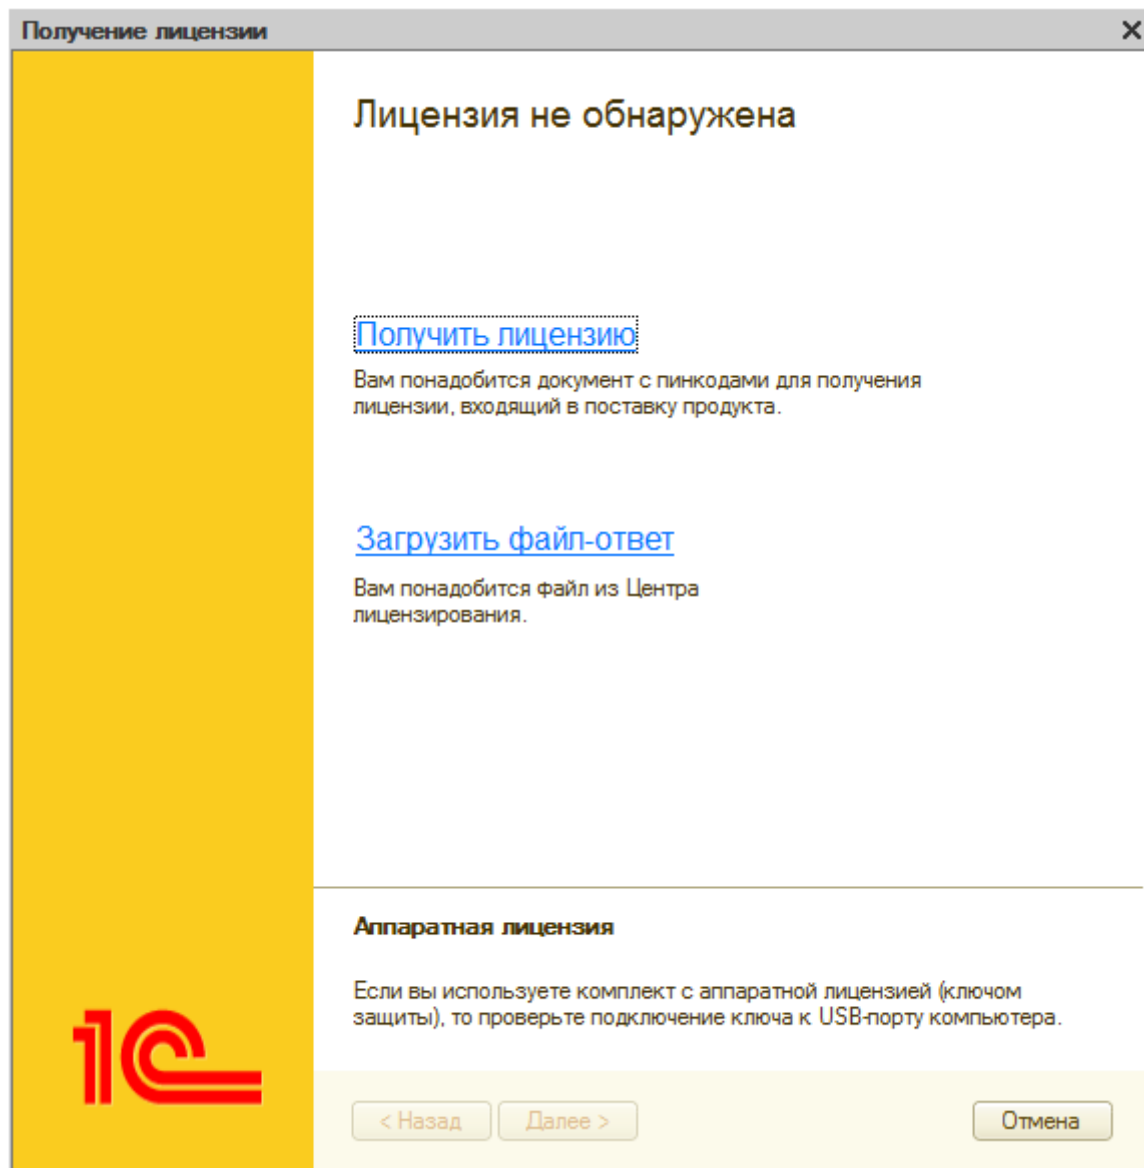 Получение лицензии
Лицензия не обнаружена
Получить лицензию
Вам понадобится документ с пинкодами для получения
лицензии, входящий в поставку продукта.
Загрузить файл-ответ
Вам понадобится файл из Центра
лицензирования.
Аппаратная лицензия
Если вы используете комплект с аппаратной лицензией (ключом
защиты), то проверьте подключение ключа к USB-порту компьютера.
1С
< Назад
Далее >
Отмена